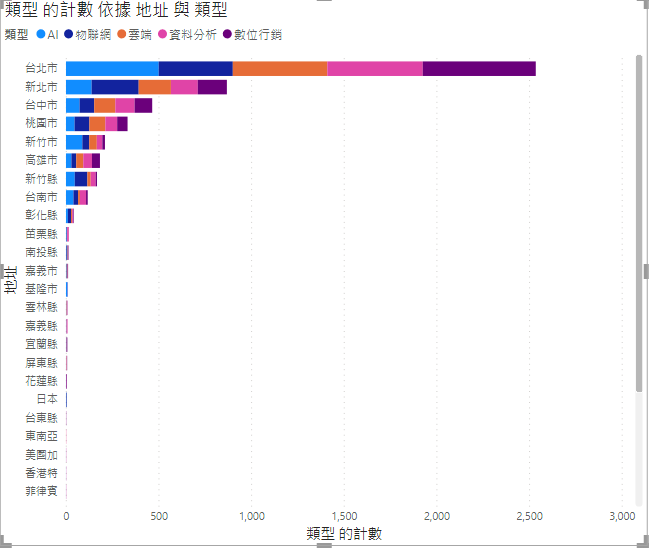 類型 的計數 依據 地址 與 類型
類型 AI 物聯網 雲端 資料分析 數位行銷
台北市
新北市
台中市
桃園市
新竹市
高雄市
新竹縣
台南市
彰化縣
苗栗縣
南投縣
嘉義市
基隆市
雲林縣
嘉義縣
宜蘭縣
屏東縣
花蓮縣
日本
台東縣
東南亞
美國加
香港特
菲律賓
地址
0 500 1,000 1,500 2,000 2,500 3,000
類型 的計數